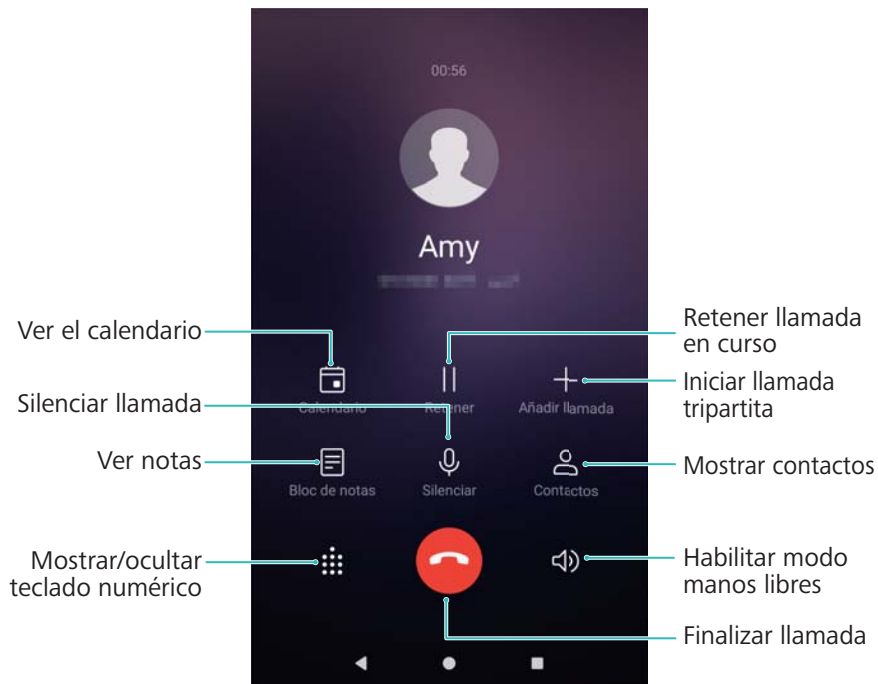 00:56
Amy
Ver el calendario
Retener llamada
en curso
Calendario
Retener
Añadir llamada
Iniciar llamada
tripartita
Silenciar llamada
Ver notas
Mostrar contactos
Bloc de notas
Silenciar
Contactos
Mostrar/ocultar
teclado numérico
Habilitar modo
manos libres
Finalizar llamada